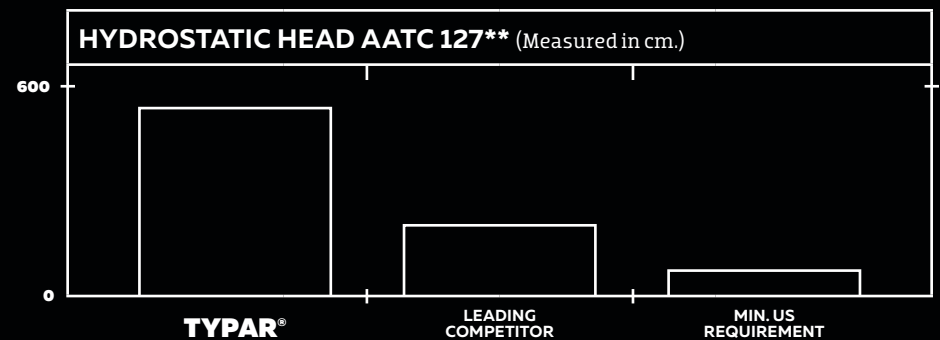 HYDROSTATIC HEAD AATC 127** (Measured in cm.)
600
0
TYPAR®
LEADING
COMPETITOR
MIN. US
REQUIREMENT